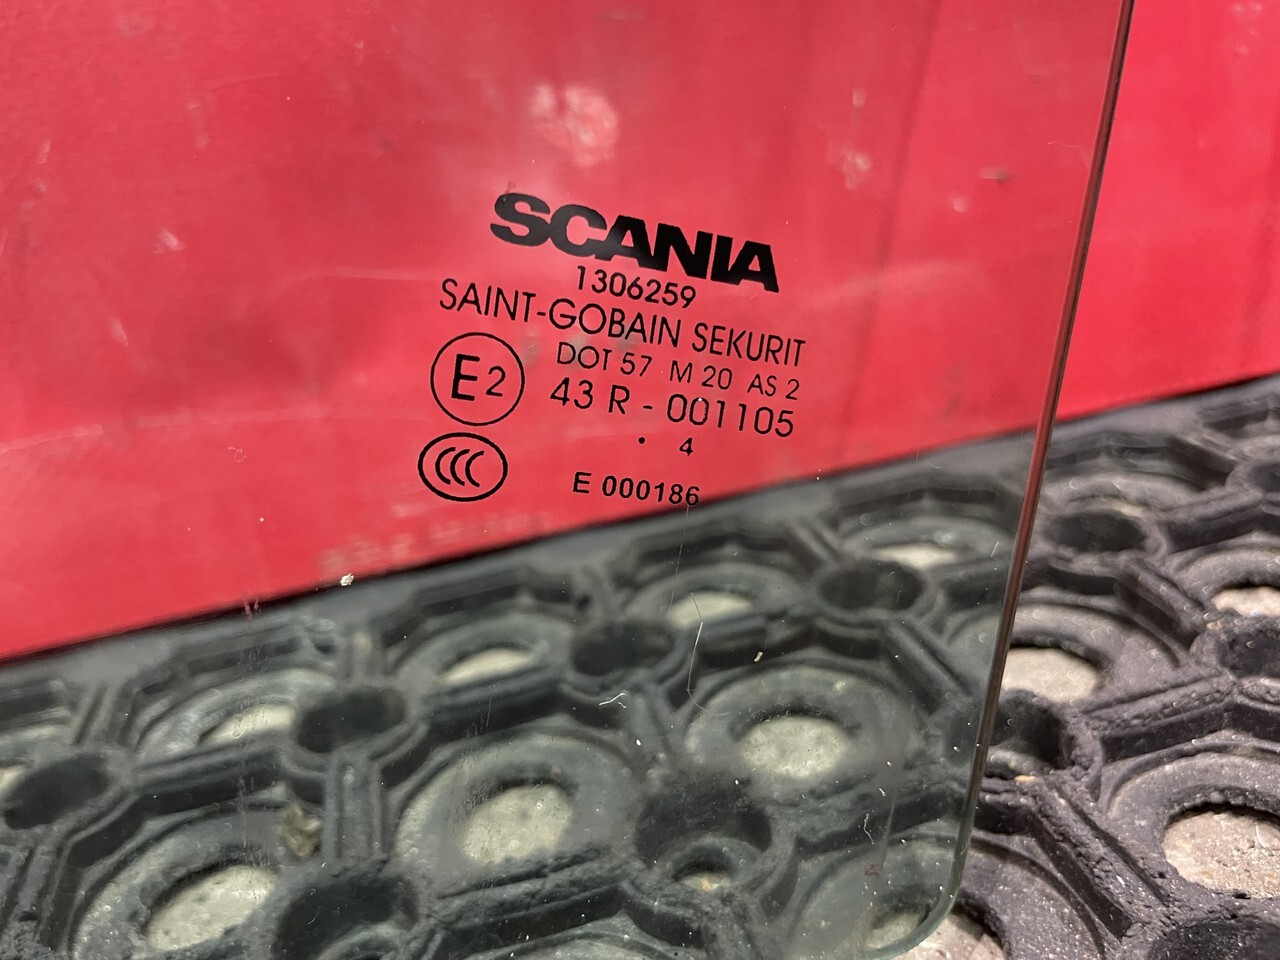 SCANIA
1306259
SAINT-GOBAIN SEKURIT
E2
DOT 57 M 20 AS 2
43 R - 001105
. 4
CCC
E 000186